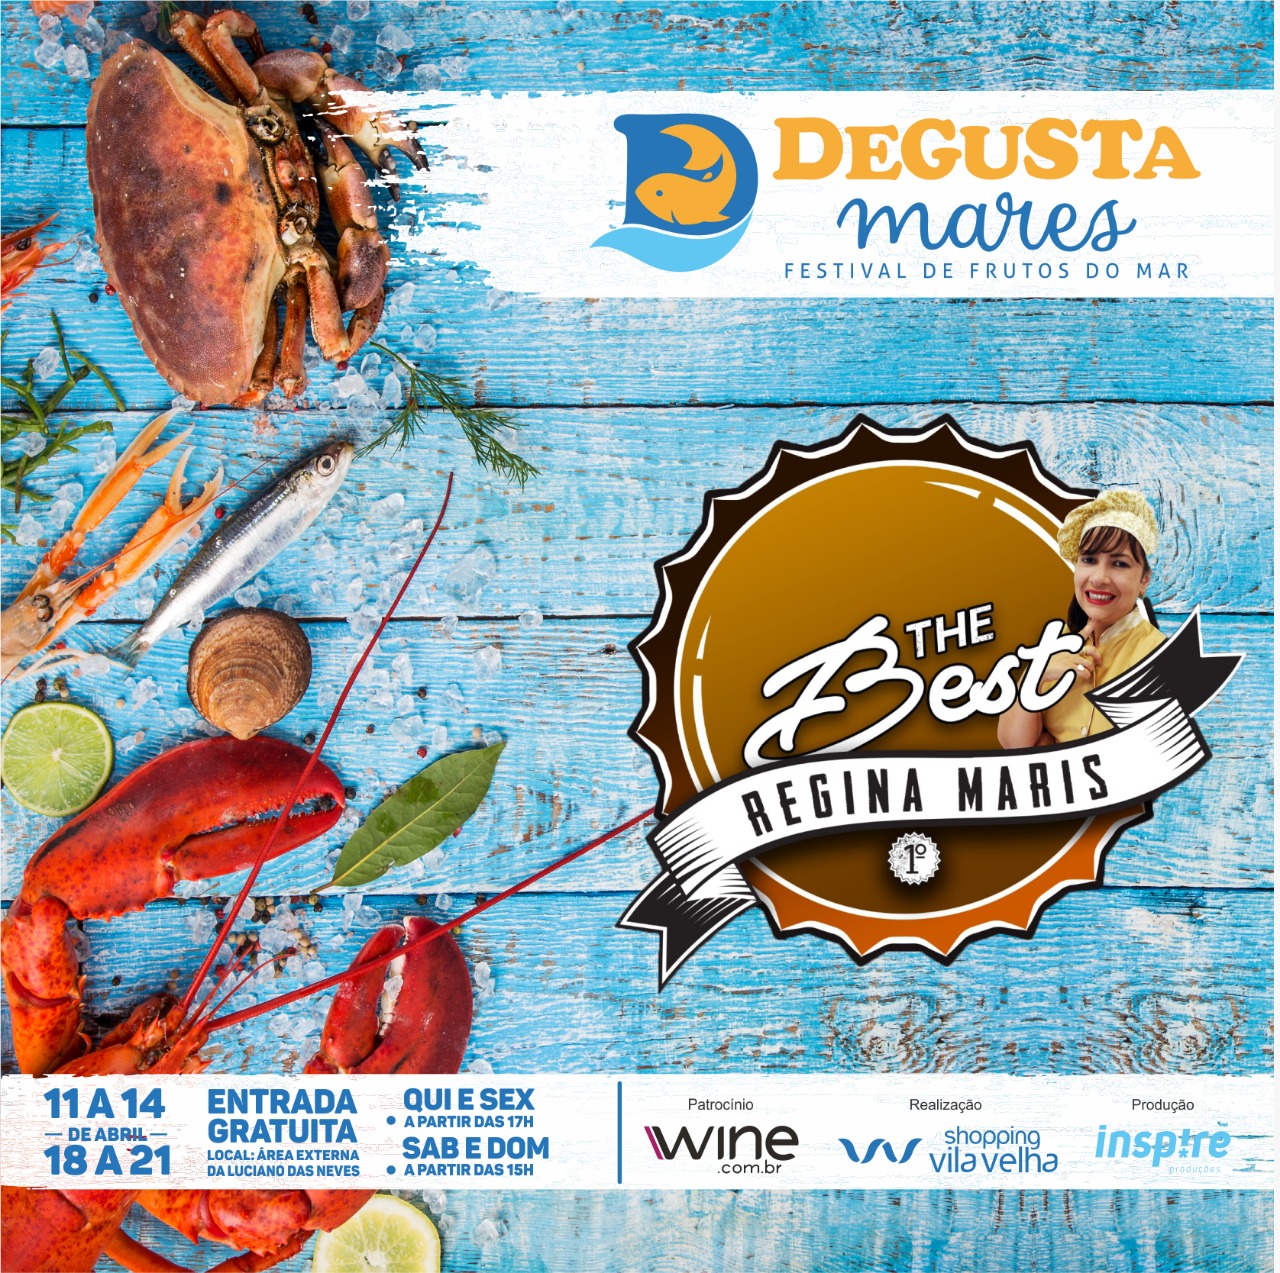 DEGUSTA
mares
FESTIVAL DE FRUTOS DO MAR
THE
Best
REGINA MARIS
1º
11 A 14
DE ABRIL
18 A 21
ENTRADA
GRATUITA
LOCAL: ÁREA EXTERNA
DA LUCIANO DAS NEVES
QUI E SEX
• A PARTIR DAS 17H
SAB E DOM
• A PARTIR DAS 15H
Patrocínio
wine
.com.br
Realização
shopping
vila velha
Produção
inspire
produções